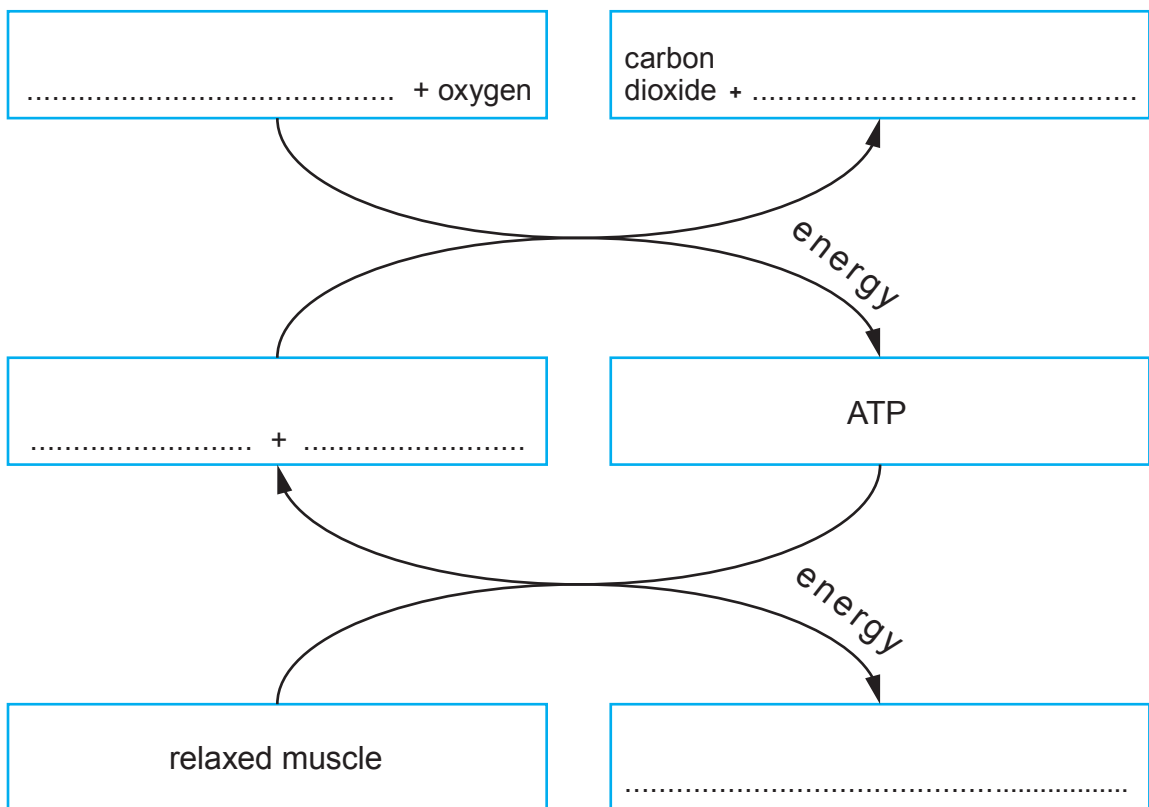 ........................................... + oxygen
carbon
dioxide + .............................................
energy
.......................... + ..........................
ATP
energy
relaxed muscle
...........................................................